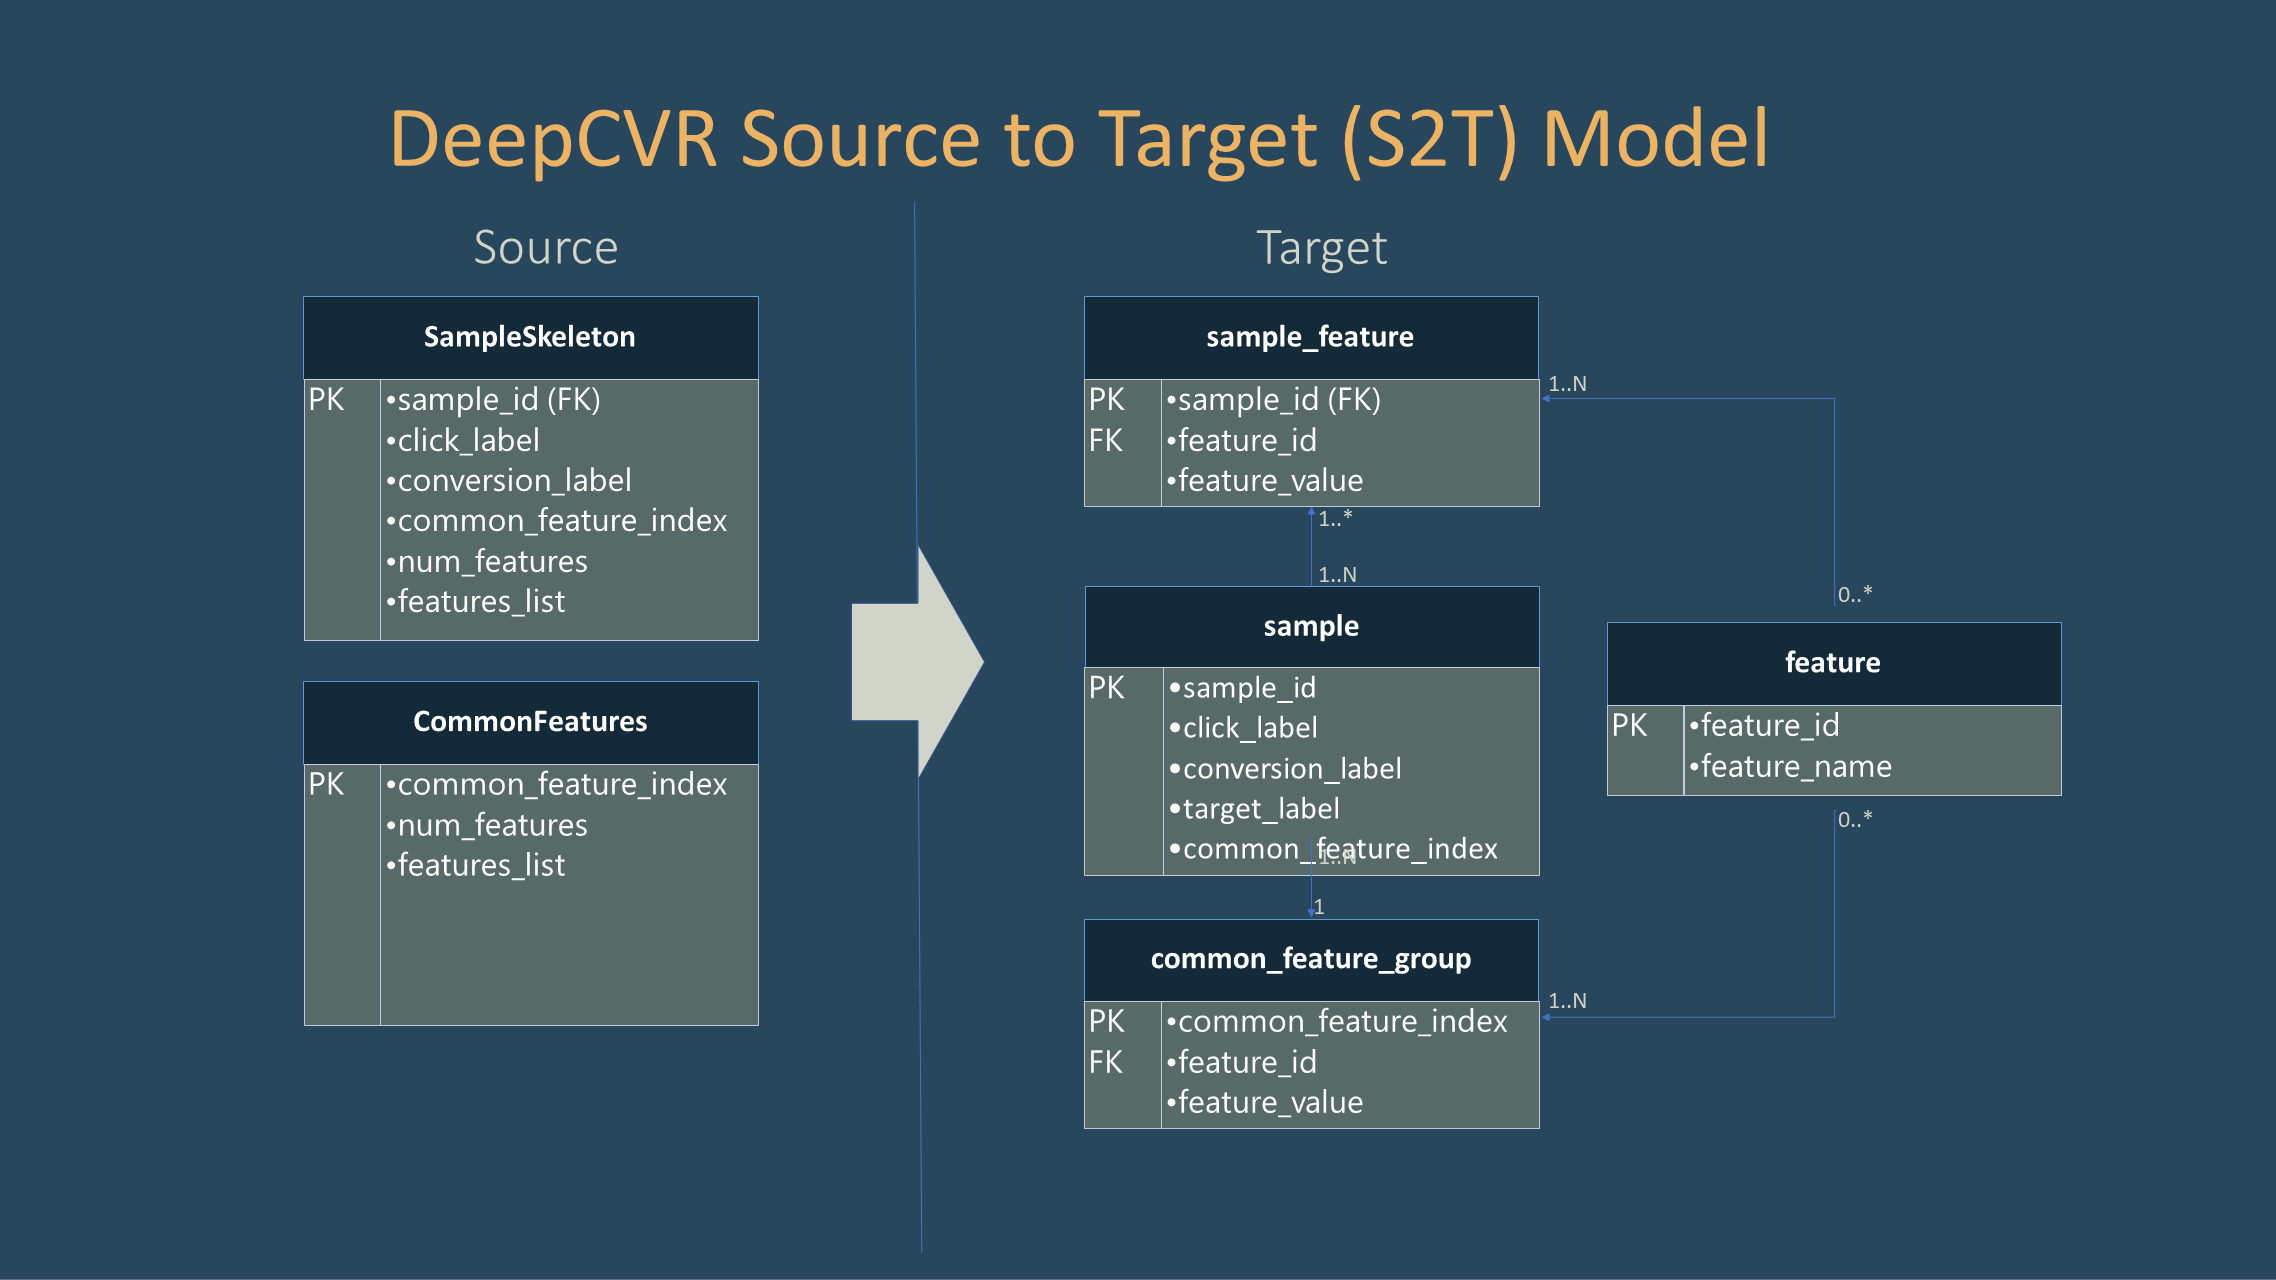 DeepCVR Source to Target (S2T) Model
Source
SampleSkeleton
PK •sample_id (FK)
•click_label
•conversion_label
•common_feature_index
•num_features
•features_list
CommonFeatures
PK •common_feature_index
•num_features
•features_list
Target
sample_feature
PK •sample_id (FK)
FK •feature_id
•feature_value
1..N
1..*
1..N
sample
PK •sample_id
•click_label
•conversion_label
•target_label
•common_feature_index
1..N
1
common_feature_group
PK •common_feature_index
FK •feature_id
•feature_value
0..*
feature
PK •feature_id
•feature_name
0..*
1..N